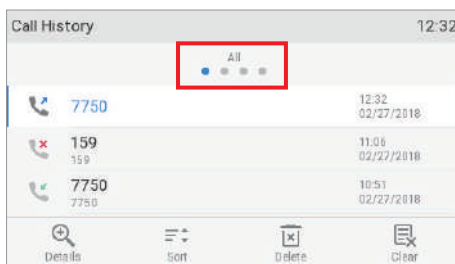 Call History 12:32
All
7750 12:32
02/27/2018
159 11:06
159 02/27/2018
7750 10:51
7750 02/27/2018
Details Sort Delete Clear